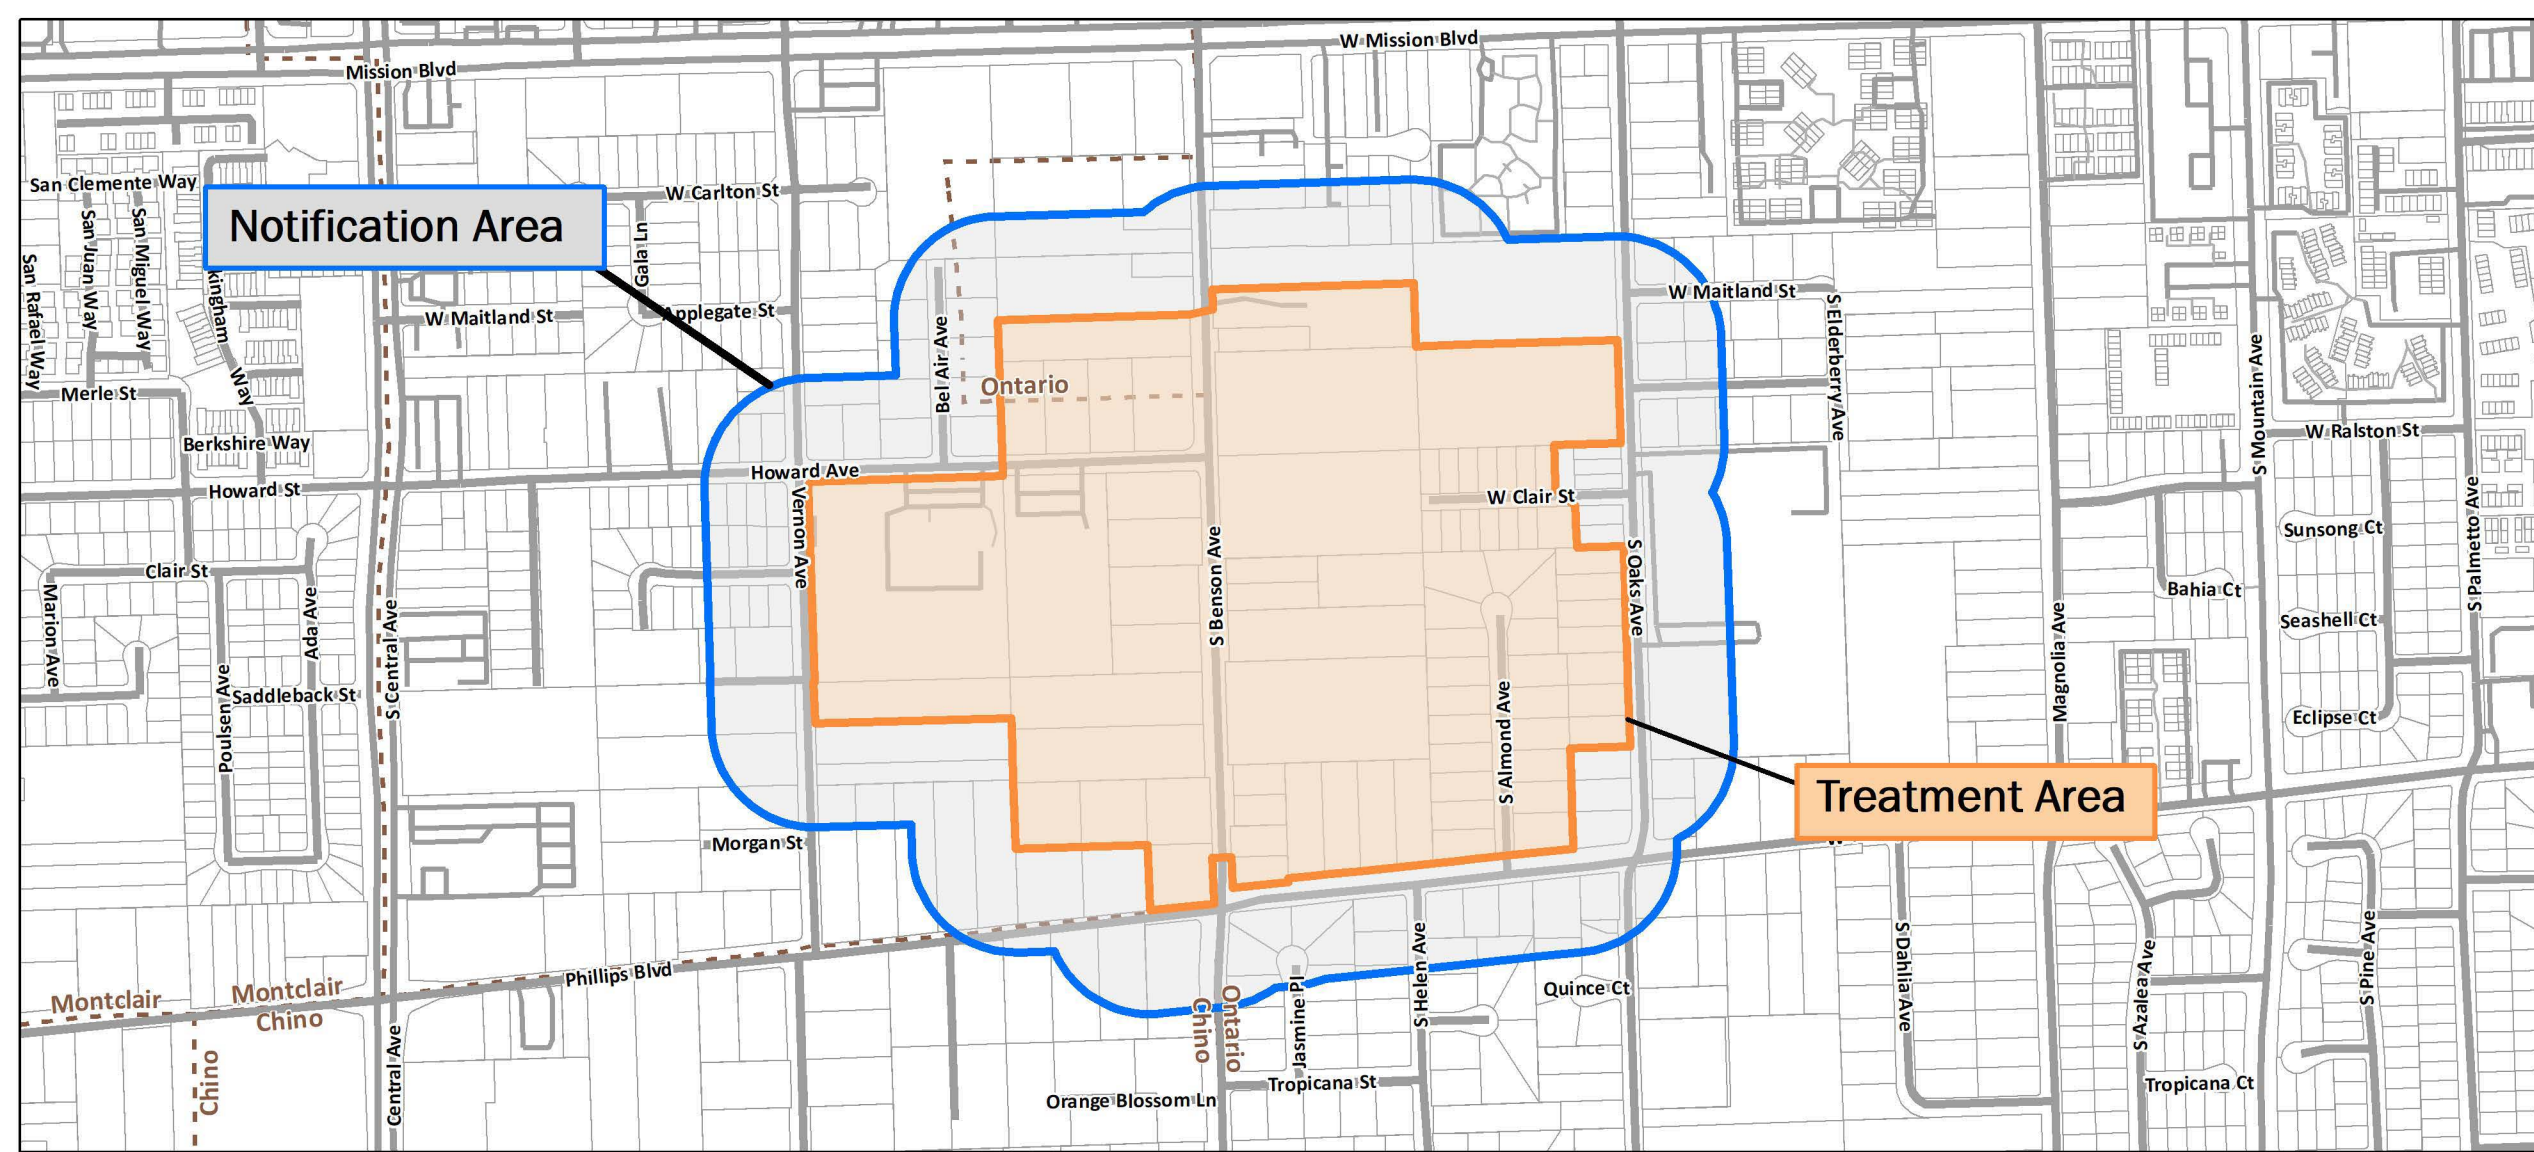 W Mission Blvd
Mission Blvd
San Clemente Way
W Carlton St
Notification Area
San Juan Way
San Miguel Way
San Rafael Way
kingham
Way
Gala Ln
W Maitland St
Applegate St
Bel Air Ave
W Maitland St
S Elderberry Ave
S Mountain Ave
Ontario
Merle St
Berkshire Way
W Ralston St
Howard Ave
Howard St
W Clair St
Vernon Ave
S Benson Ave
S Oaks Ave
Sunsong Ct
S Palmetto Ave
Clair St
Marion Ave
Ada Ave
S Central Ave
Bahia Ct
Seashell Ct
Magnolia Ave
Poulsen Ave
Saddleback St
S Almond Ave
Eclipse Ct
Treatment Area
Morgan St
W
Phillips Blvd
S Helen Ave
S Dahlia Ave
S Azalea Ave
S Pine Ave
Quince Ct
Montclair
Montclair
Chino
Chino
Ontario
Jasmine Pl
Chino
Central Ave
Orange Blossom Ln
Tropicana St
Tropicana Ct